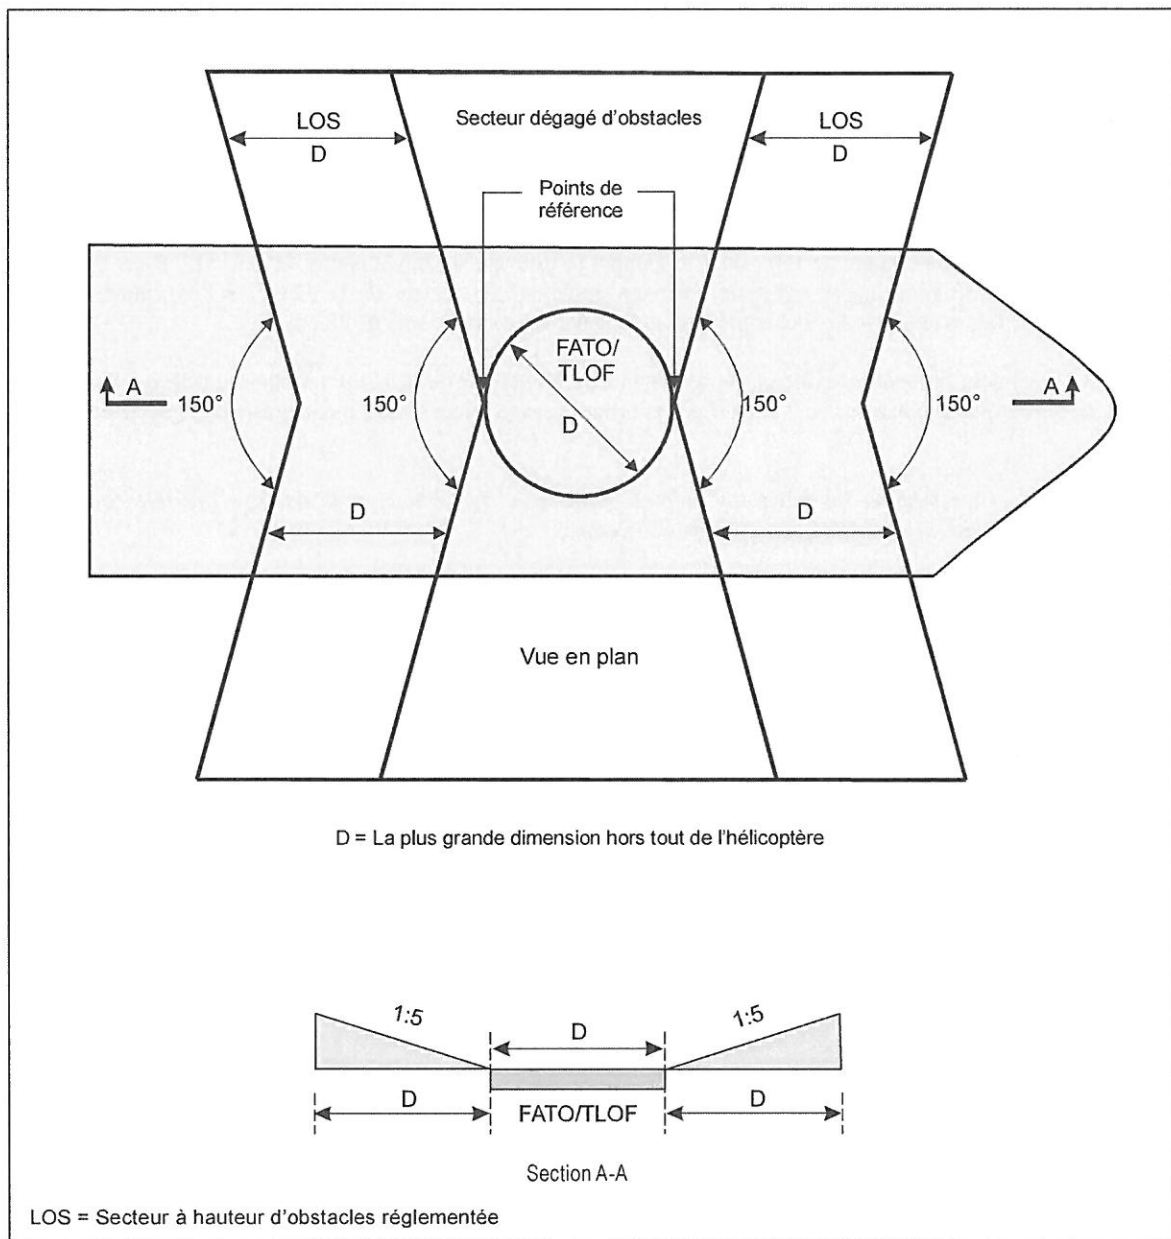 LOS
D
Secteur dégagé d'obstacles
LOS
D
Points de
référence
FATO/
TLOF
D
A
150°
150°
150°
150°
A
D
D
Vue en plan
D = La plus grande dimension hors tout de l'hélicoptère
1:5
D
1:5
D
FATO/TLOF
D
Section A-A
LOS = Secteur à hauteur d'obstacles réglementée